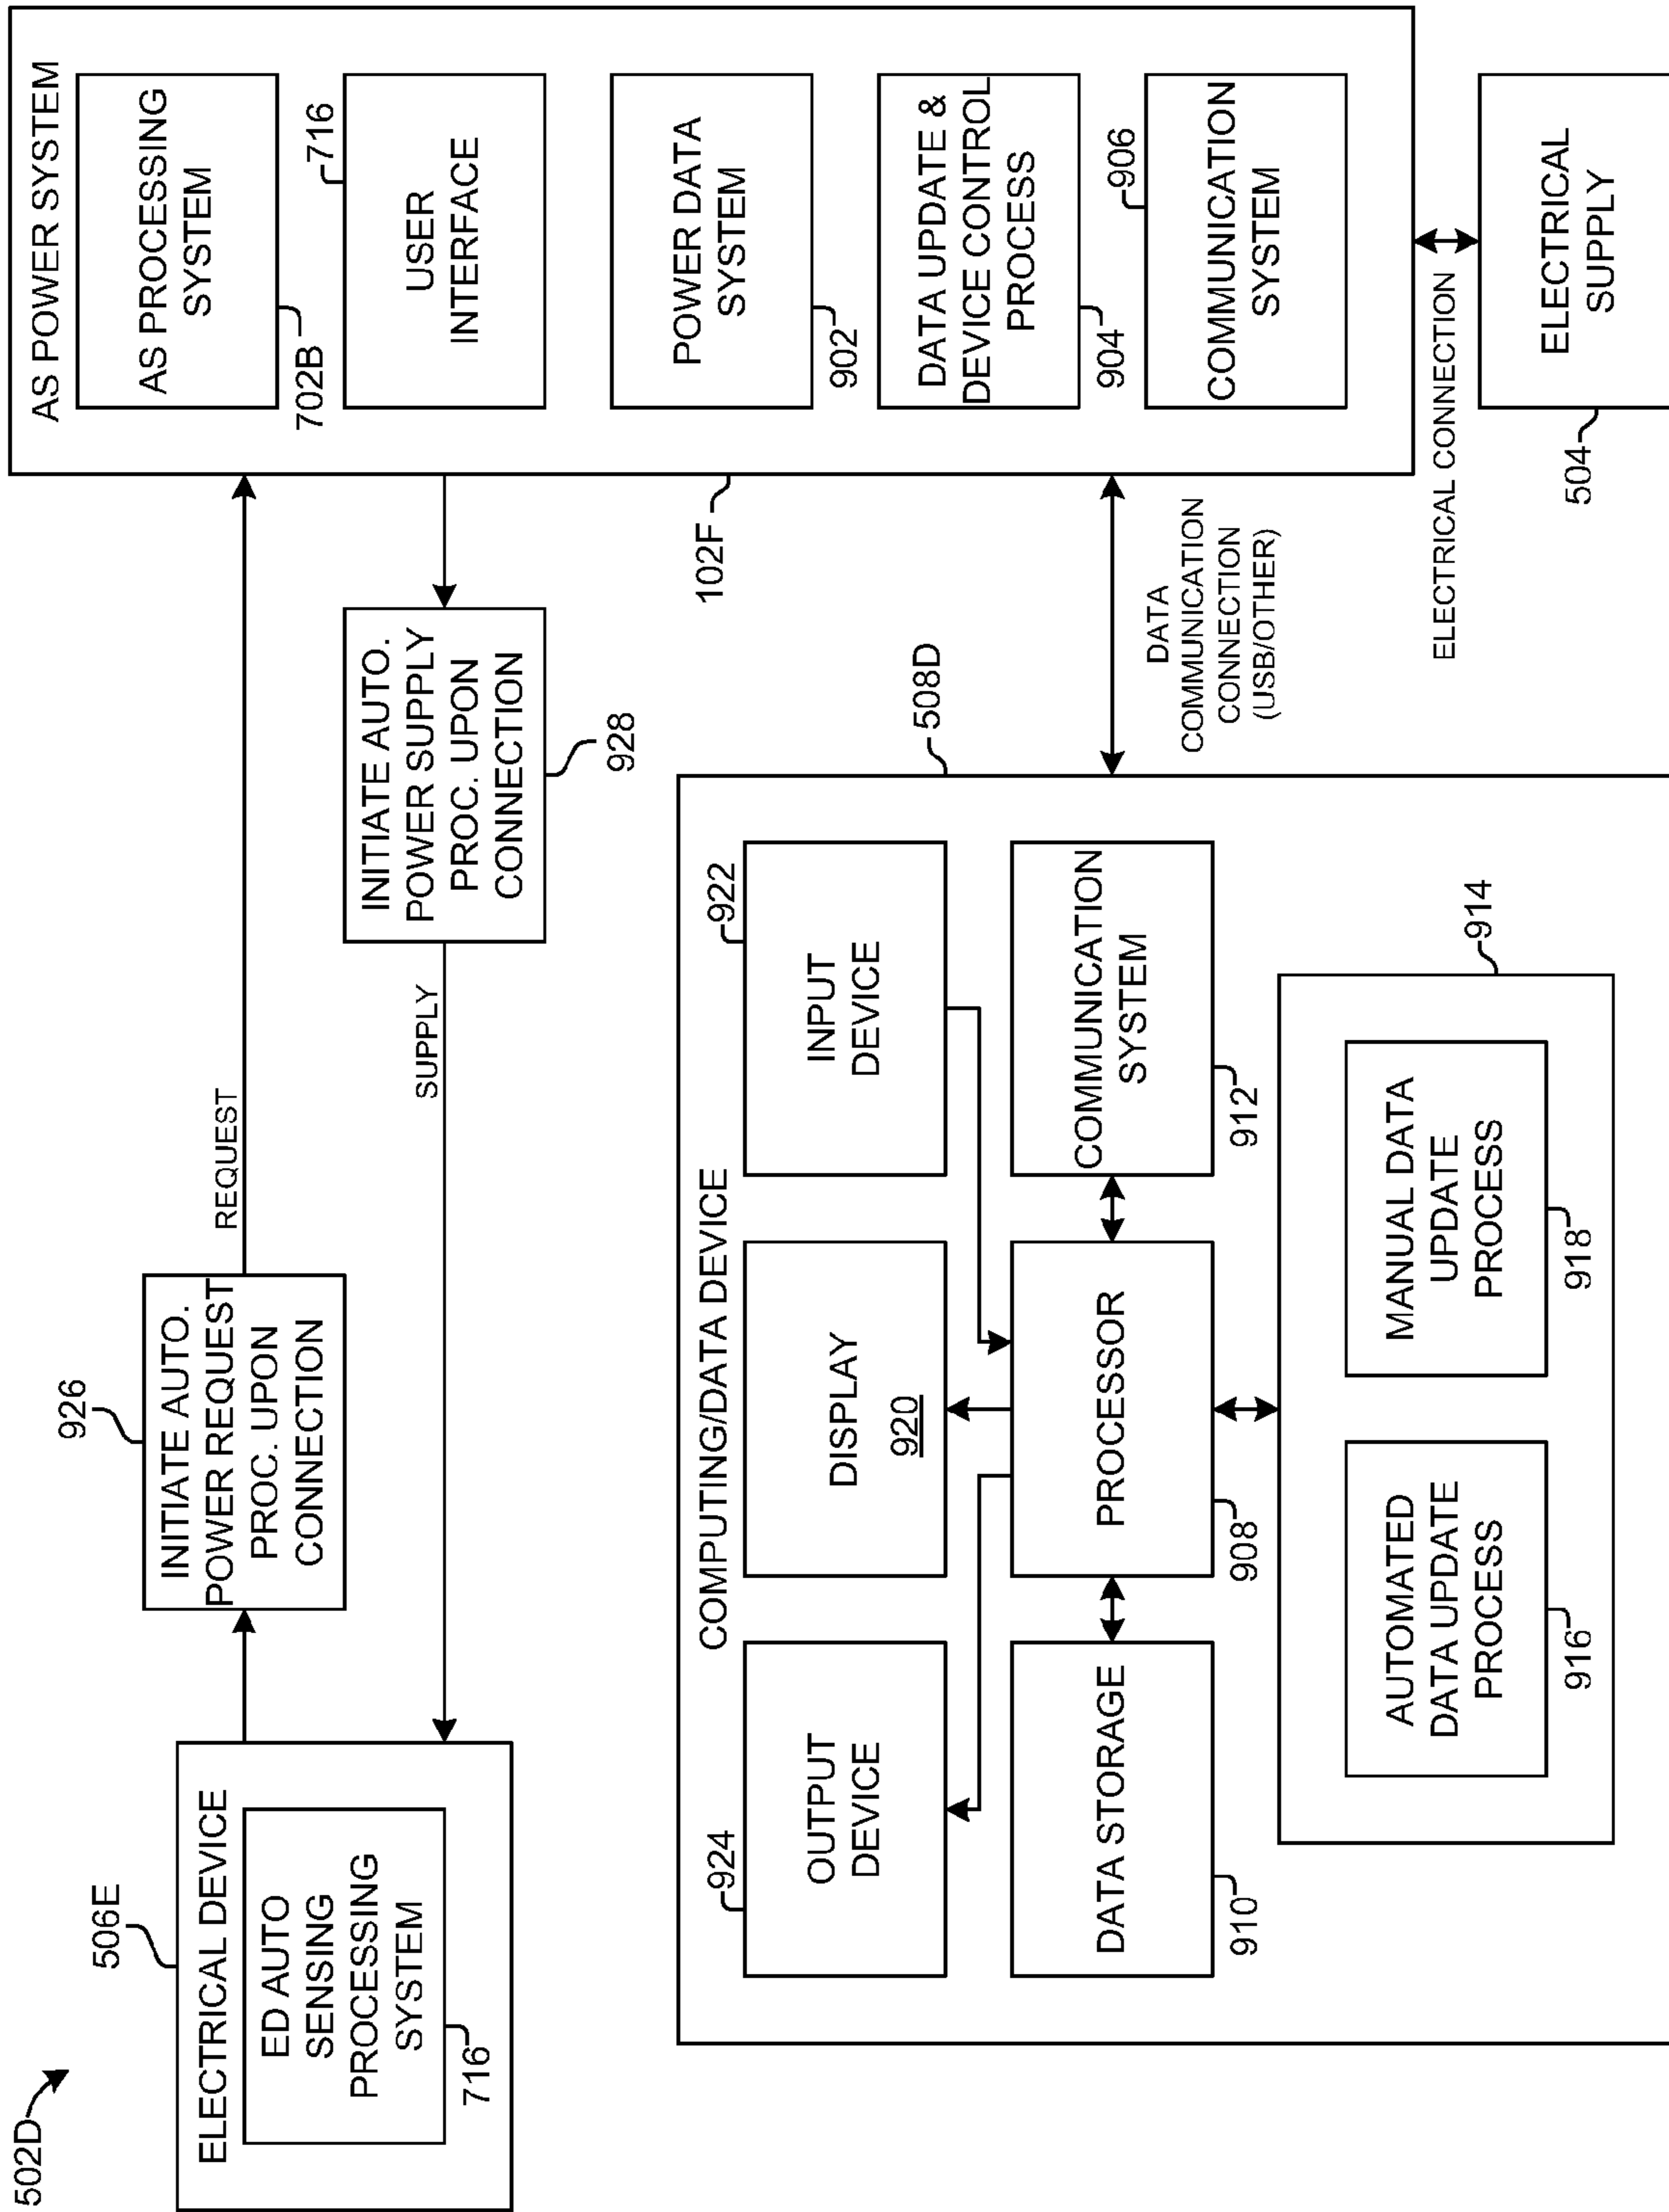 502D
506E
ELECTRICAL DEVICE
ED AUTO
SENSING
PROCESSING
SYSTEM
716
926
INITIATE AUTO.
POWER REQUEST
PROC. UPON
CONNECTION
REQUEST
SUPPLY
INITIATE AUTO.
POWER SUPPLY
PROC. UPON
CONNECTION
928
AS POWER SYSTEM
AS PROCESSING
SYSTEM
702B
716
USER
INTERFACE
POWER DATA
SYSTEM
902
DATA UPDATE &
DEVICE CONTROL
PROCESS
904
906
COMMUNICATION
SYSTEM
102F
DATA
COMMUNICATION
CONNECTION
(USB/OTHER)
ELECTRICAL CONNECTION
ELECTRICAL
SUPPLY
504
508D
COMPUTING/DATA DEVICE
924
OUTPUT
DEVICE
DISPLAY
920
922
INPUT
DEVICE
DATA STORAGE
910
PROCESSOR
908
COMMUNICATION
SYSTEM
912
914
AUTOMATED
DATA UPDATE
PROCESS
916
MANUAL DATA
UPDATE
PROCESS
918